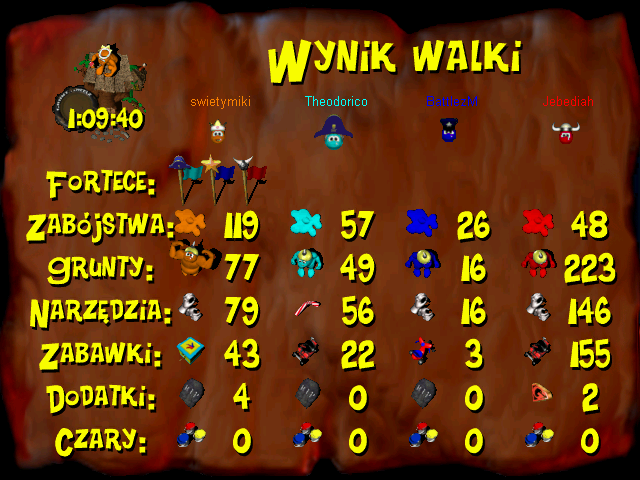 Wynik walki
swietymiki Theodorico BattlezM Jebediah
1:09:40
Fortece:
Zabójstwa: 119 57 26 48
Grunty: 77 49 16 223
Narzędzia: 79 56 16 146
Zabawki: 43 22 3 155
Dodatki: 4 0 0 2
Czary: 0 0 0 0